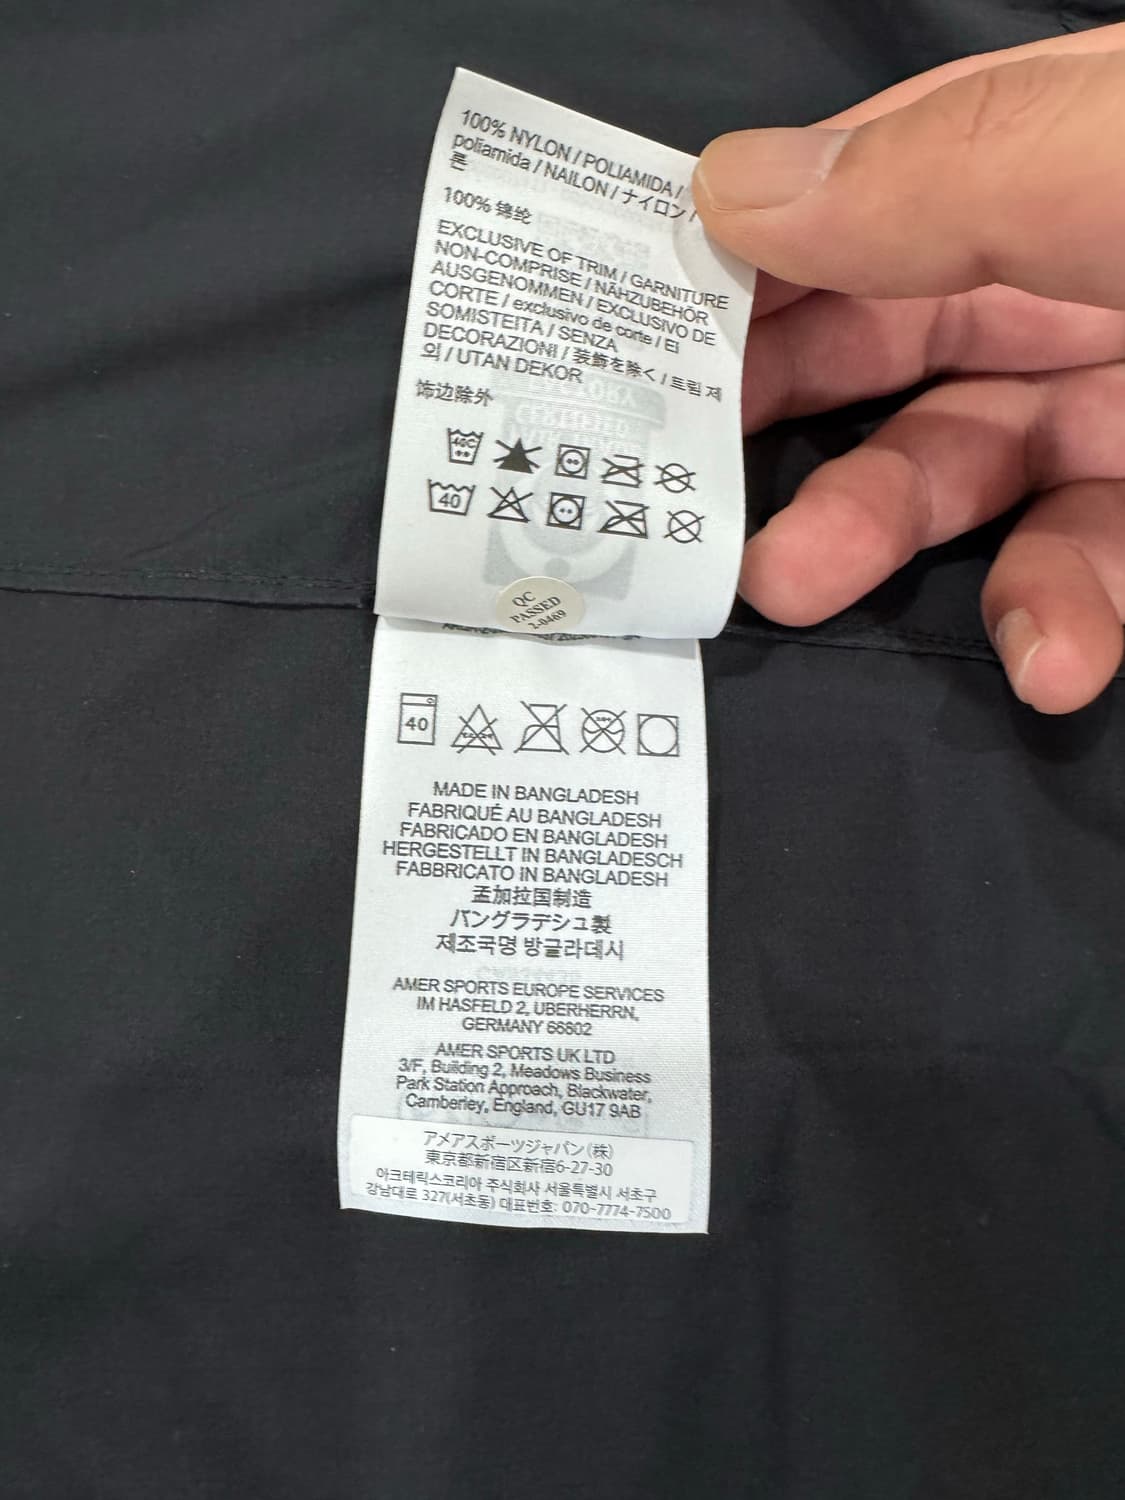 100% NYLON / POLIAMIDA /
poliamida / NAILON / ナイロン /
론
100% 锦纶
EXCLUSIVE OF TRIM / GARNITURE
NON-COMPRISE / NÄHZUBEHÖR
AUSGENOMMEN / EXCLUSIVO DE
CORTE / exclusivo de corte / EI
SOMISTEITA / SENZA
DECORAZIONI / 装飾を除く / 트림 제
외 / UTAN DEKOR
饰边除外
40C
40
QC
PASSED
2-0469
40
MADE IN BANGLADESH
FABRIQUÉ AU BANGLADESH
FABRICADO EN BANGLADESH
HERGESTELLT IN BANGLADESCH
FABBRICATO IN BANGLADESH
孟加拉国制造
バングラデシュ製
제조국명 방글라데시
AMER SPORTS EUROPE SERVICES
IM HASFELD 2, UBERHERRN,
GERMANY 66802
AMER SPORTS UK LTD
3/F, Building 2, Meadows Business
Park Station Approach, Blackwater,
Camberley, England, GU17 9AB
アメアスポーツジャパン(株)
東京都新宿区新宿6-27-30
아크테릭스코리아 주식회사 서울특별시 서초구
강남대로 327(서초동) 대표번호: 070-7774-7500